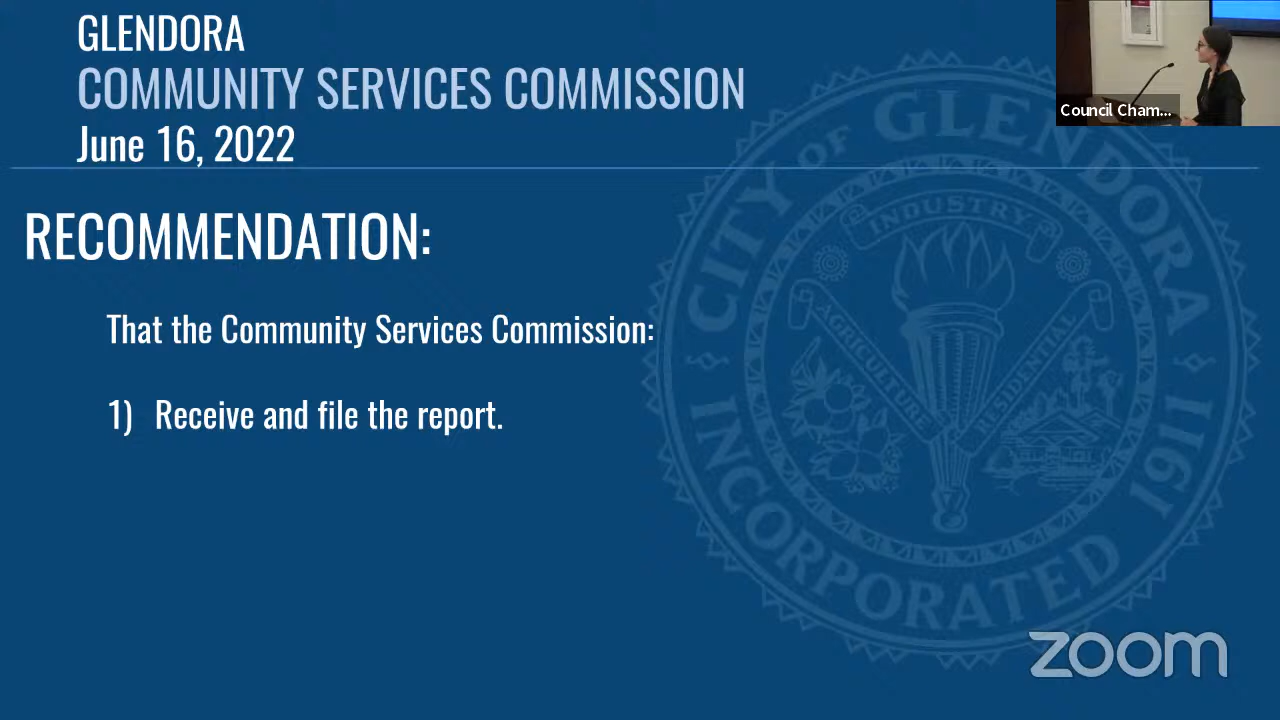 GLENDORA
COMMUNITY SERVICES COMMISSION
June 16, 2022
Council Cham...
RECOMMENDATION:
That the Community Services Commission:
1) Receive and file the report.
CITY OF GLENDORA
INDUSTRY
AGRICULTURE
RESIDENTIAL
INCORPORATED 1911
zoom